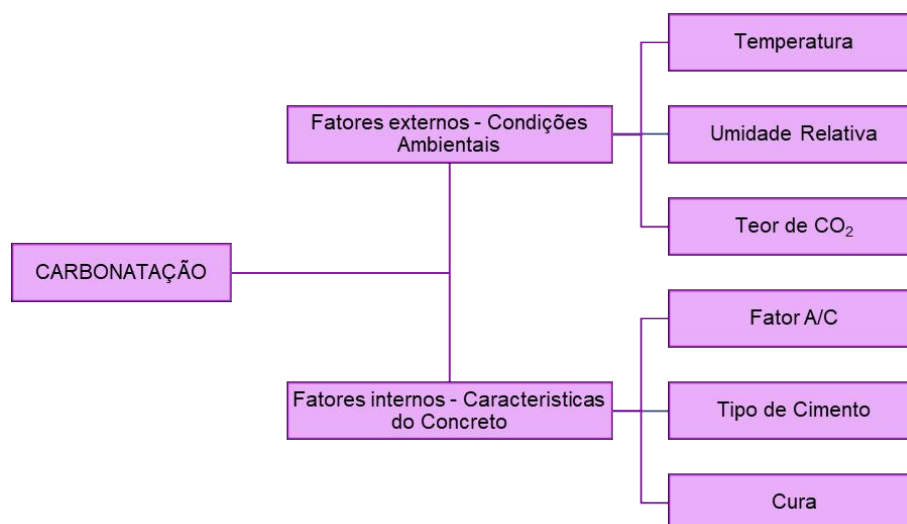 CARBONATAÇÃO
Fatores externos - Condições
Ambientais
Temperatura
Umidade Relativa
Teor de CO₂
Fatores internos - Caracteristicas
do Concreto
Fator A/C
Tipo de Cimento
Cura